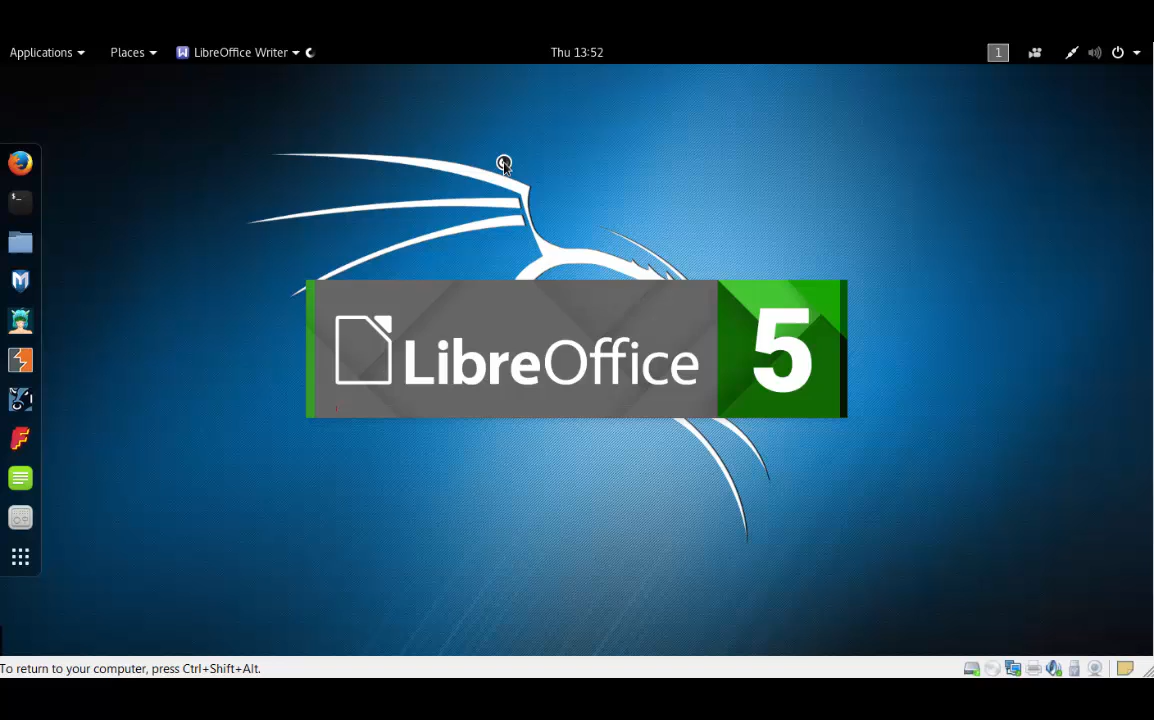 Applications Places LibreOffice Writer Thu 13:52 1
$_
LibreOffice 5
To return to your computer, press Ctrl+Shift+Alt.